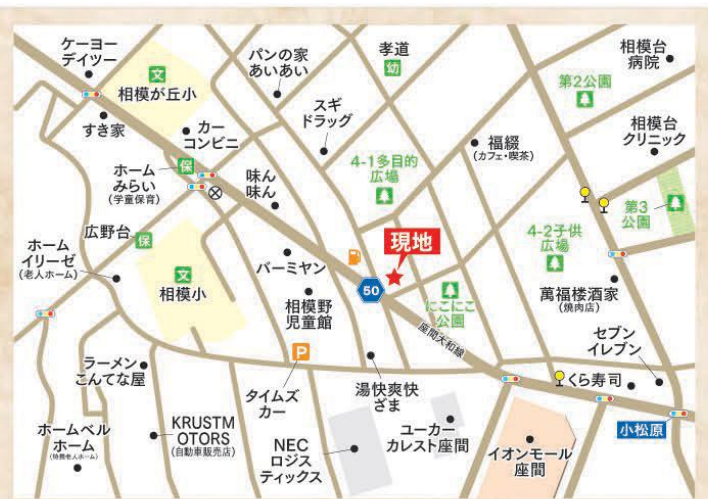 ケーヨー
デイツー
文
相模が丘小
すき家
カー
コンビニ
パンの家
あいあい
孝道
幼
スギ
ドラッグ
相模台
病院
第2公園
相模台
クリニック
福綴
(カフェ・喫茶)
4-1多目的
広場
ホーム
みらい
(学童保育)
保
味ん
味ん
第3
公園
広野台
保
ホーム
イリーゼ
(老人ホーム)
文
相模小
バーミヤン
現地
50
4-2子供
広場
相模野
児童館
にこにこ
公園
萬福楼酒家
(焼肉店)
座間大和線
セブン
イレブン
ラーメン
こんてな屋
P
タイムズ
カー
湯快爽快
ざま
くら寿司
小松原
ホームベル
ホーム
(特務老人ホーム)
KRUSTM
OTORS
(自動車販売店)
NEC
ロジス
ティックス
ユーカー
カレスト座間
イオンモール
座間